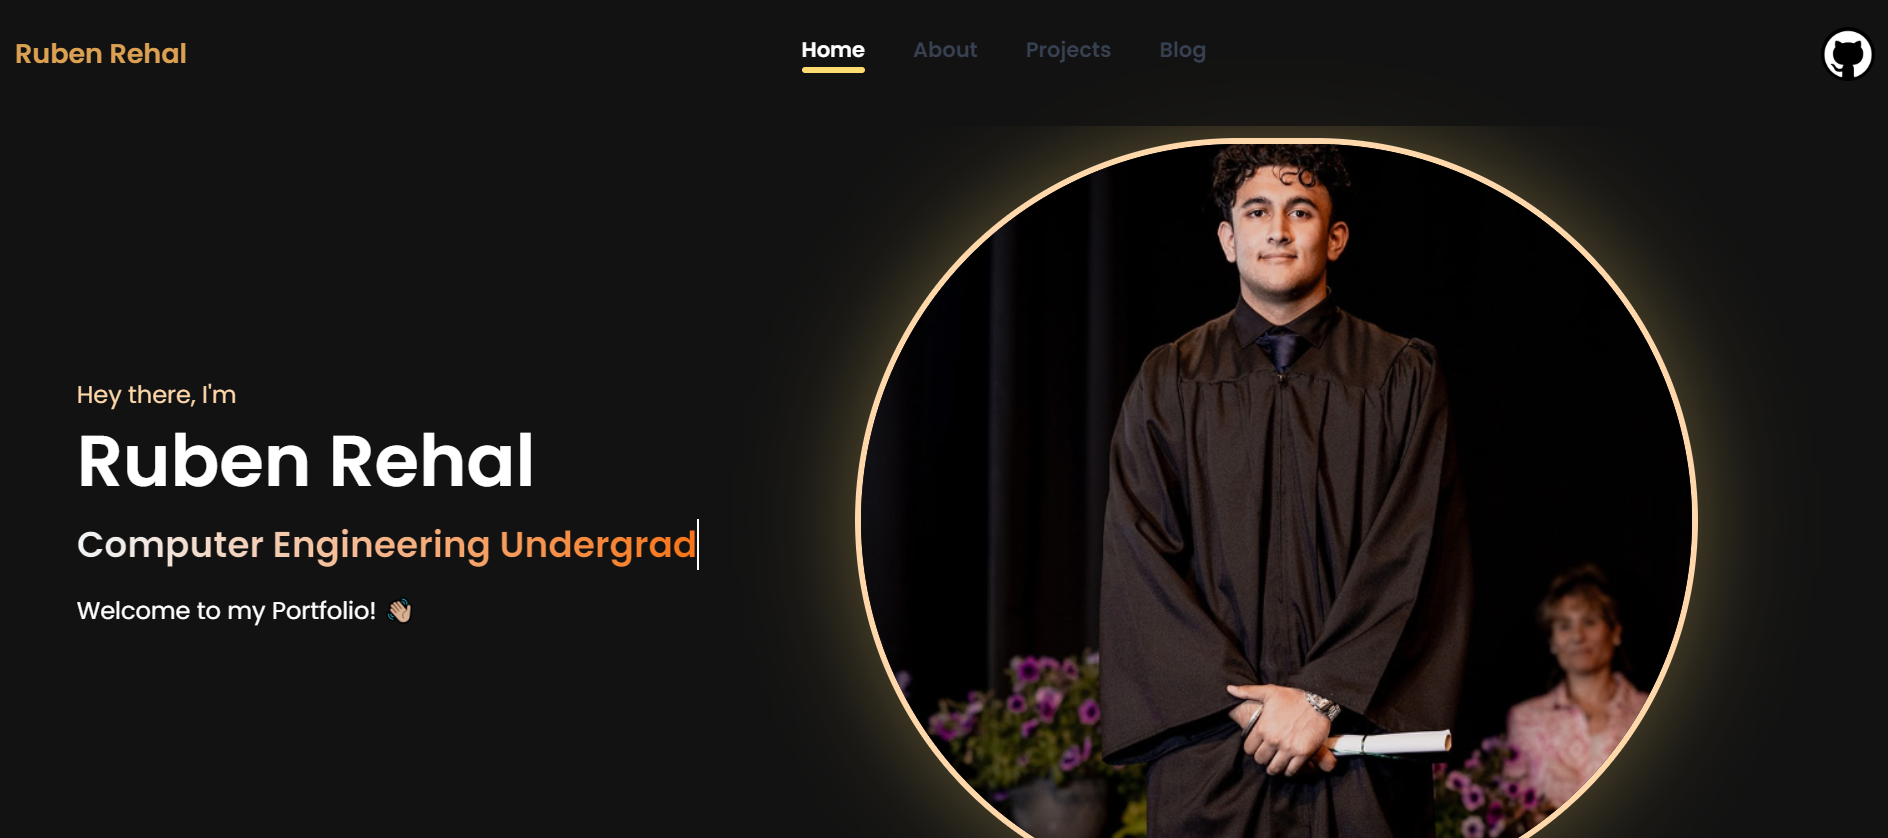 Ruben Rehal
Home About Projects Blog
Hey there, I'm
Ruben Rehal
Computer Engineering Undergrad
Welcome to my Portfolio! 👋🏼